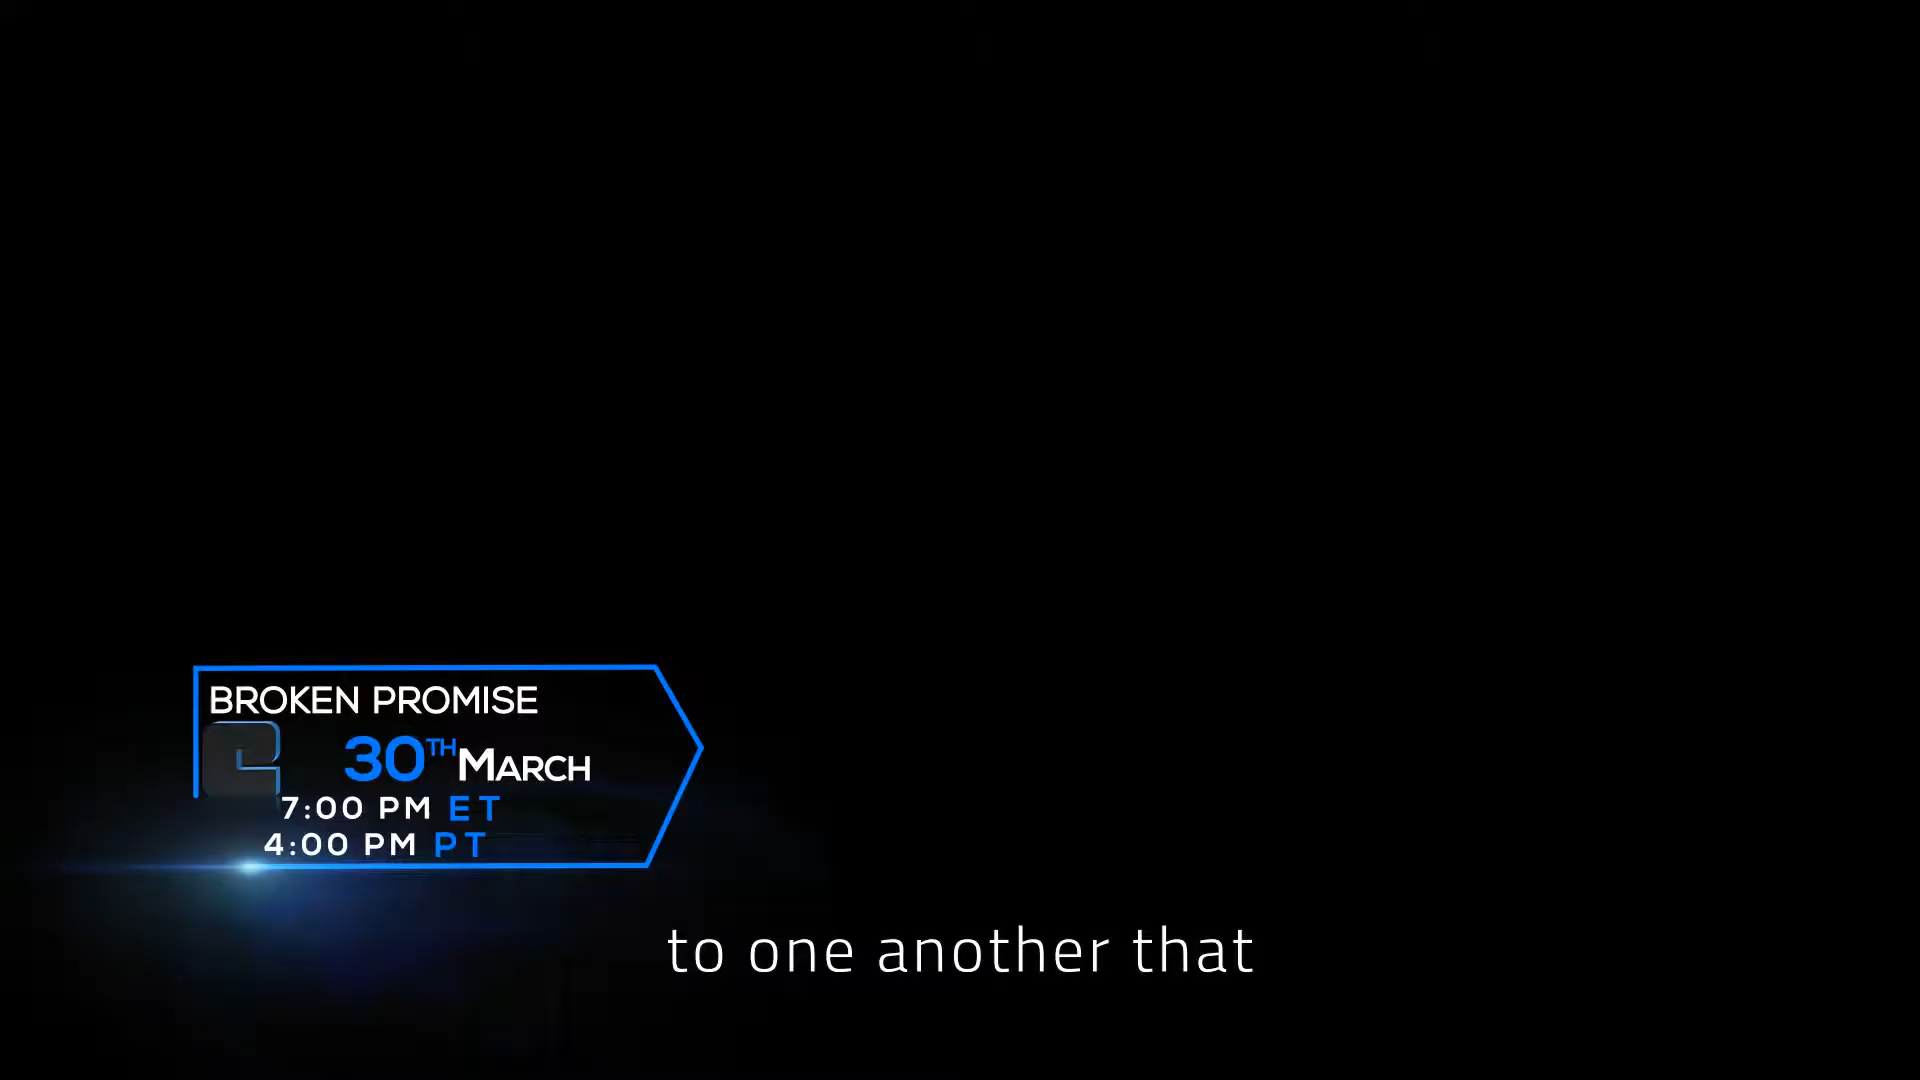 BROKEN PROMISE
30TH MARCH
7:00 PM ET
4:00 PM PT
to one another that